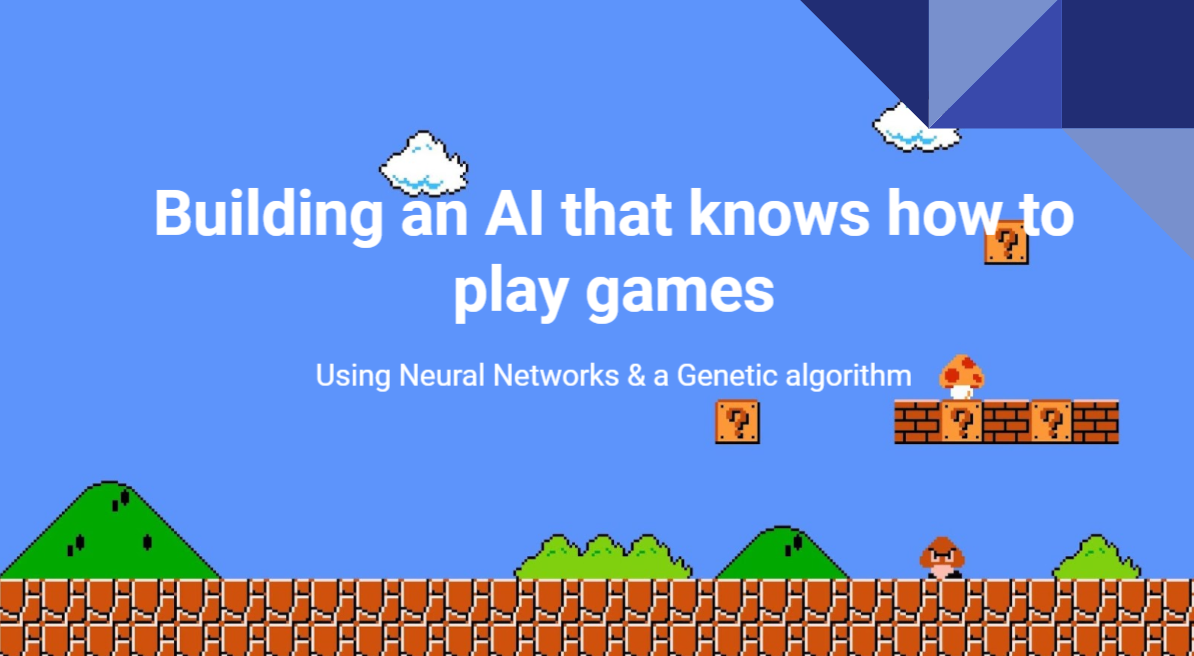 Building an AI that knows how to
play games
Using Neural Networks & a Genetic algorithm
?
?
? ?